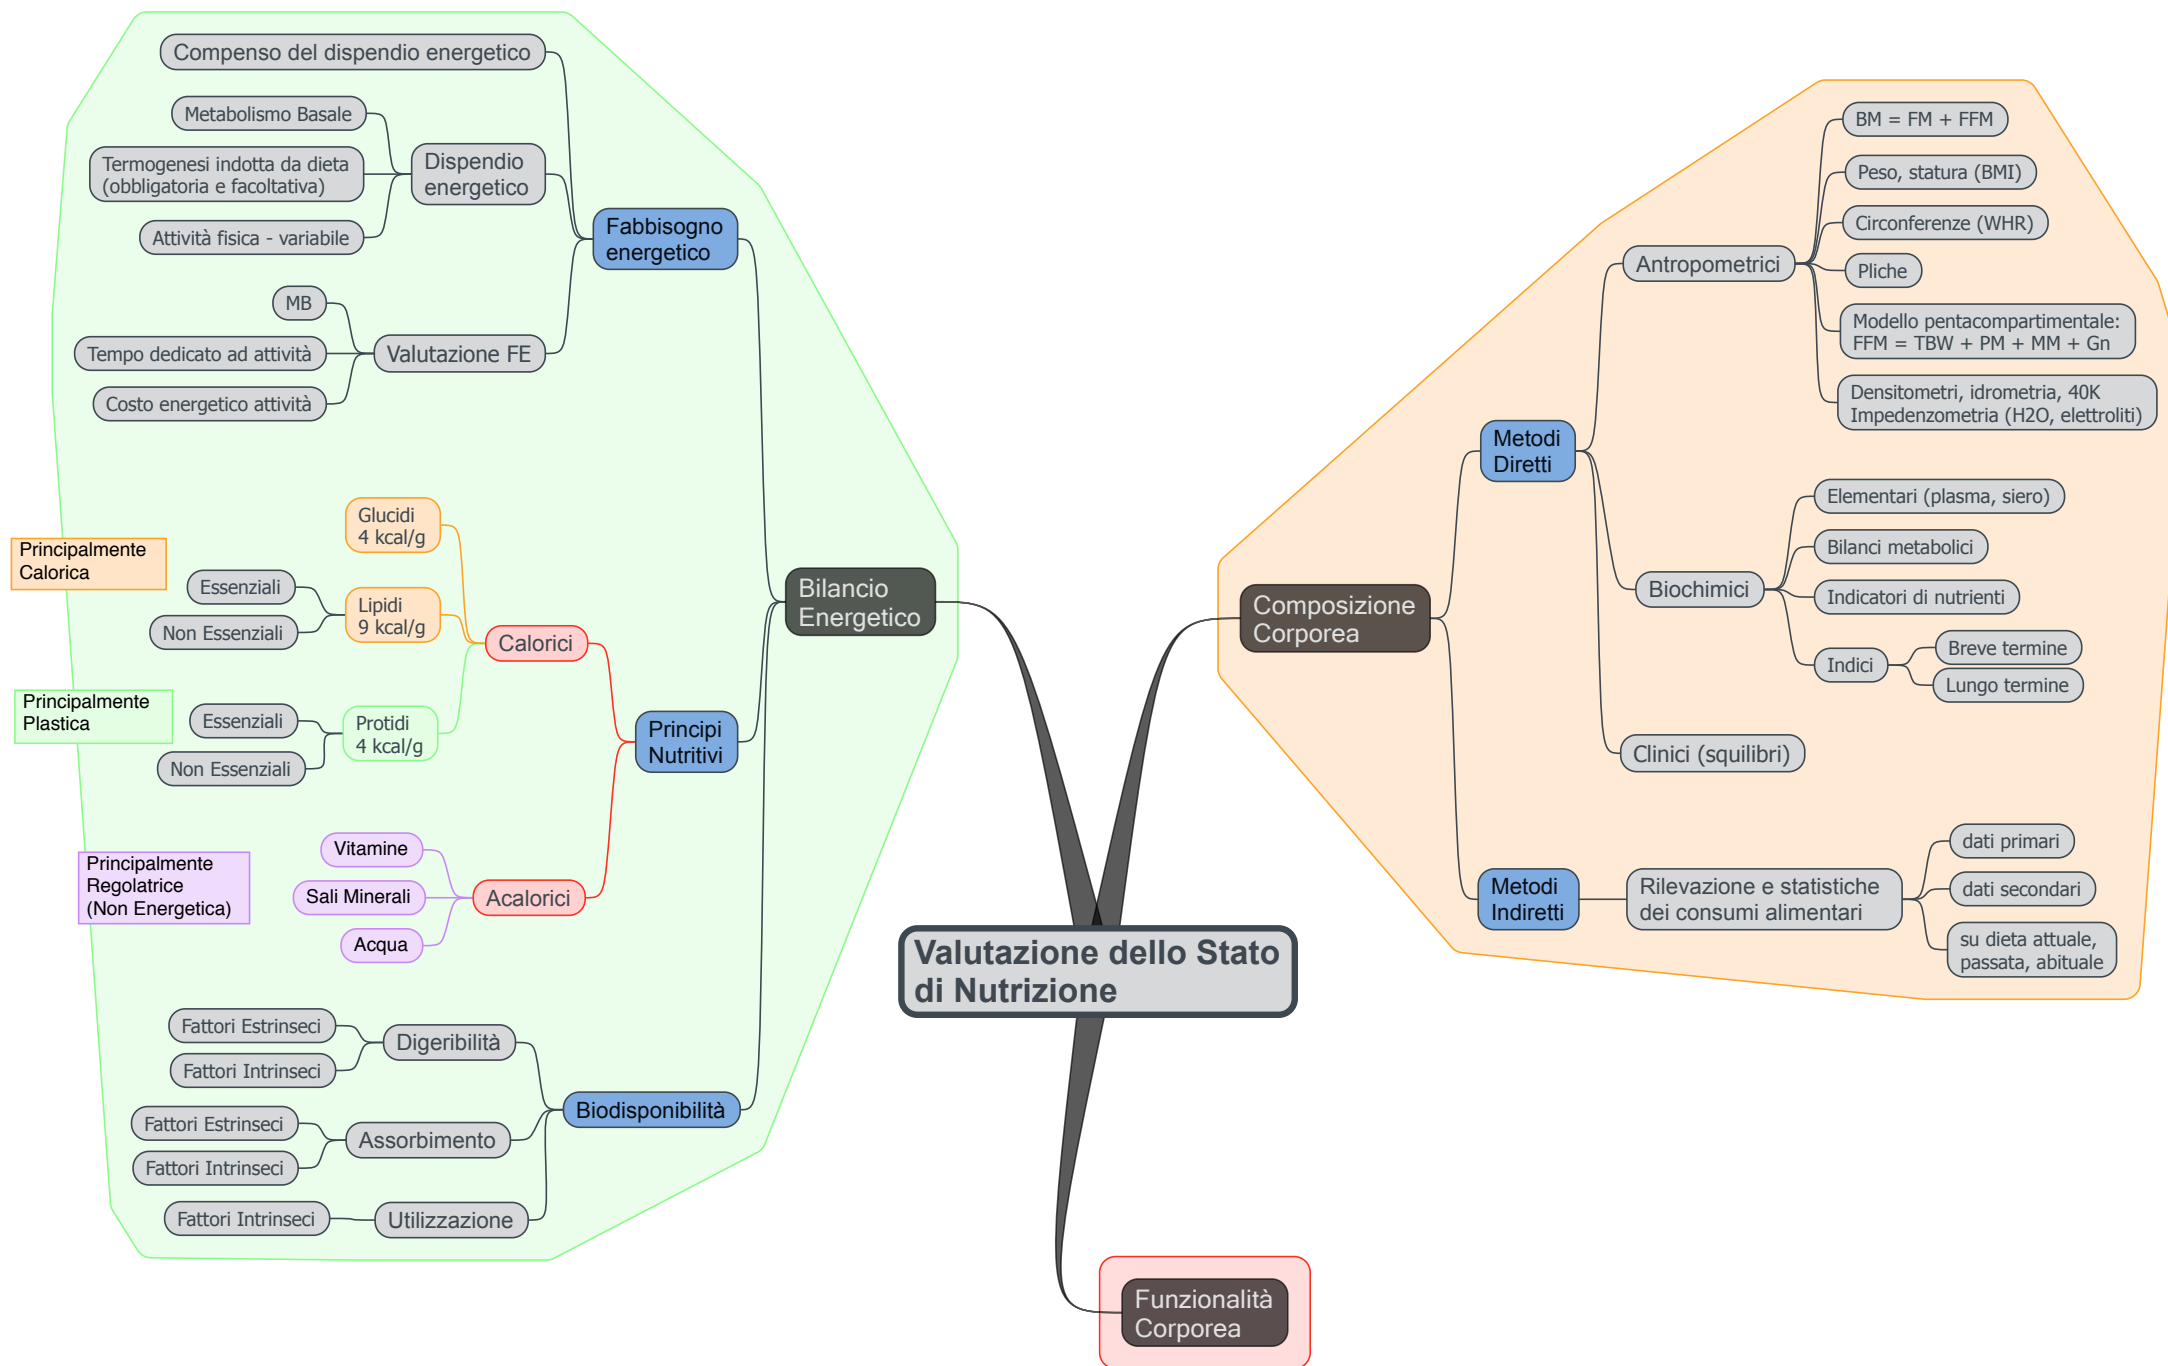 Compenso del dispendio energetico
Metabolismo Basale
Termogenesi indotta da dieta
(obbligatoria e facoltativa)
Attività fisica - variabile
Dispendio
energetico
Fabbisogno
energetico
MB
Tempo dedicato ad attività
Costo energetico attività
Valutazione FE
Glucidi
4 kcal/g
Principalmente
Calorica
Essenziali
Non Essenziali
Lipidi
9 kcal/g
Calorici
Principalmente
Plastica
Essenziali
Non Essenziali
Protidi
4 kcal/g
Principi
Nutritivi
Principalmente
Regolatrice
(Non Energetica)
Vitamine
Sali Minerali
Acqua
Acalorici
Bilancio
Energetico
Fattori Estrinseci
Fattori Intrinseci
Digeribilità
Fattori Estrinseci
Fattori Intrinseci
Assorbimento
Fattori Intrinseci
Utilizzazione
Biodisponibilità
Valutazione dello Stato
di Nutrizione
Composizione
Corporea
Metodi
Diretti
Antropometrici
BM = FM + FFM
Peso, statura (BMI)
Circonferenze (WHR)
Pliche
Modello pentacompartimentale:
FFM = TBW + PM + MM + Gn
Densitometri, idrometria, 40K
Impedenzometria (H2O, elettroliti)
Biochimici
Elementari (plasma, siero)
Bilanci metabolici
Indicatori di nutrienti
Indici
Breve termine
Lungo termine
Clinici (squilibri)
Metodi
Indiretti
Rilevazione e statistiche
dei consumi alimentari
dati primari
dati secondari
su dieta attuale,
passata, abituale
Funzionalità
Corporea